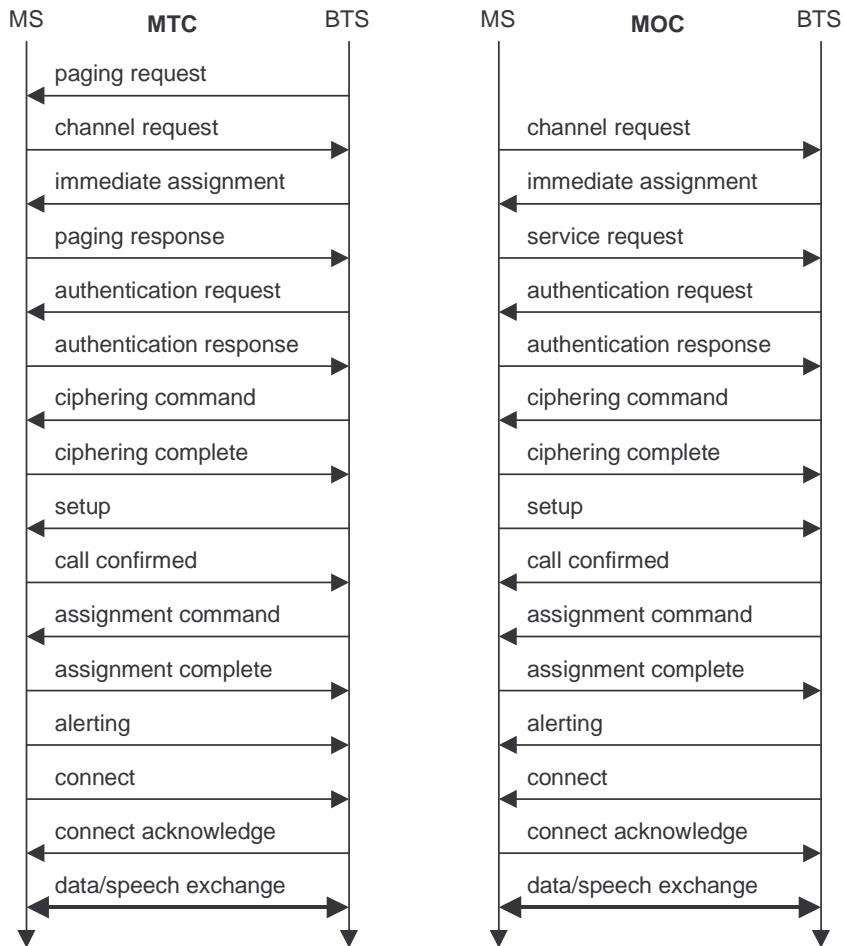 MS MTC BTS
paging request
channel request
immediate assignment
paging response
authentication request
authentication response
ciphering command
ciphering complete
setup
call confirmed
assignment command
assignment complete
alerting
connect
connect acknowledge
data/speech exchange
MS MOC BTS
channel request
immediate assignment
service request
authentication request
authentication response
ciphering command
ciphering complete
setup
call confirmed
assignment command
assignment complete
alerting
connect
connect acknowledge
data/speech exchange